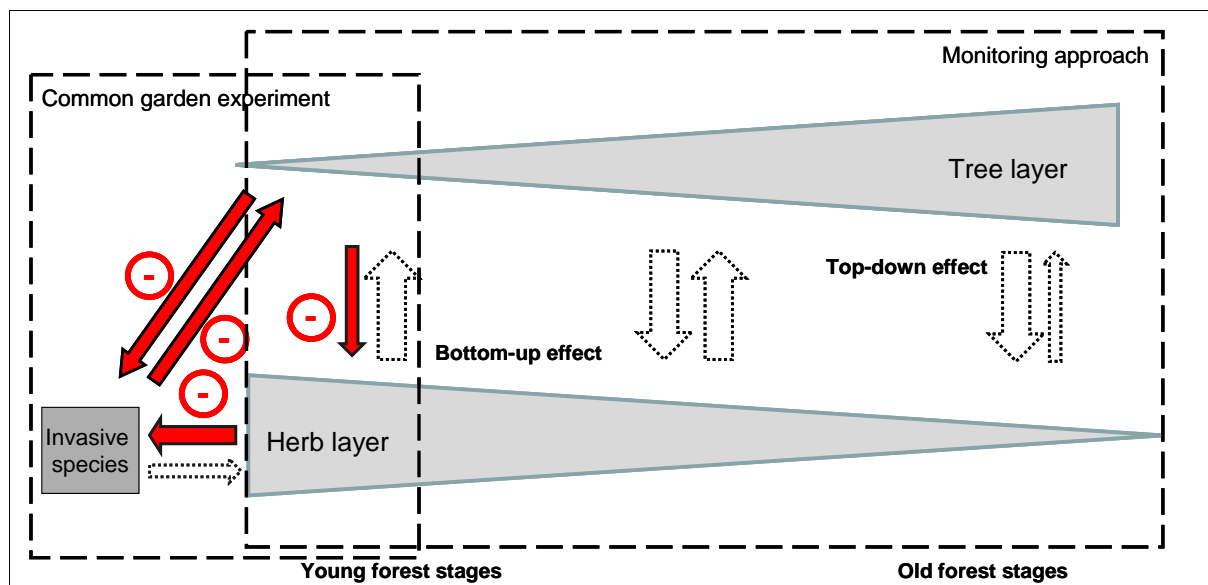 Monitoring approach
Common garden experiment
Tree layer
-
Top-down effect
-
-
Bottom-up effect
-
Invasive
species
Herb layer
Young forest stages
Old forest stages